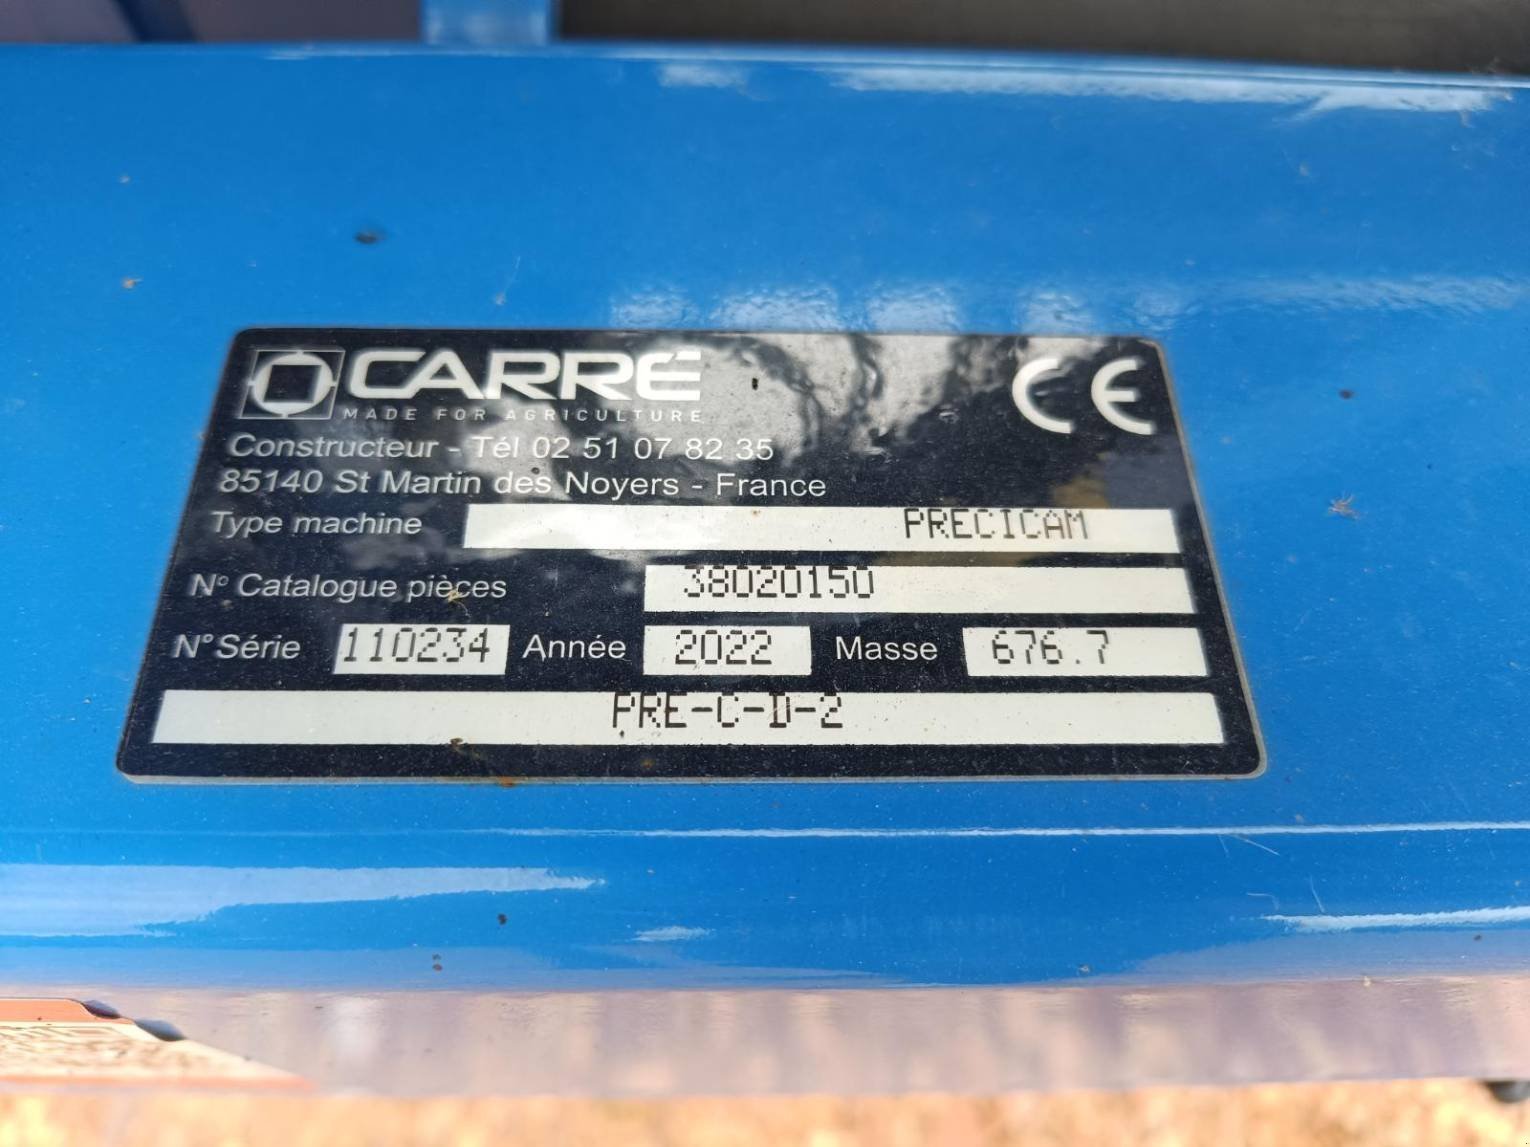 CARRÉ
MADE FOR AGRICULTURE
CE
Constructeur - Tél 02 51 07 82 35
85140 St Martin des Noyers - France
Type machine PRECICAM
N° Catalogue pièces 38020150
N° Série 110234 Année 2022 Masse 676.7
PRE-C-D-2